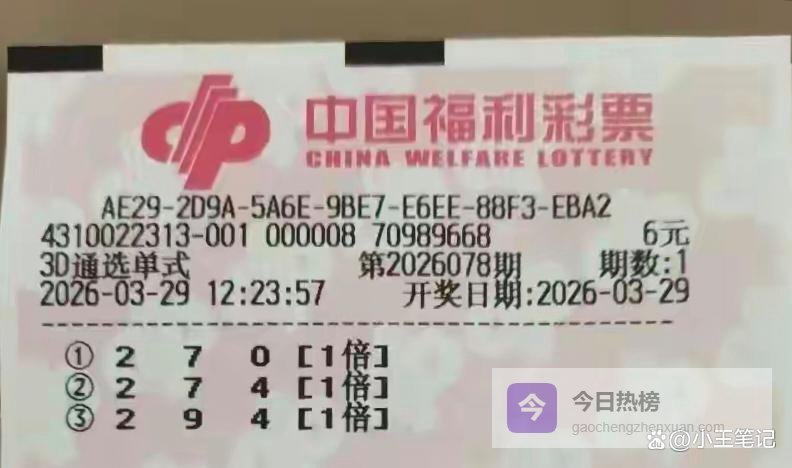 中国福利彩票
CHINA WELFARE LOTTERY
AE29-2D9A-5A6E-9BE7-E6EE-88F3-EBA2
4310022313-001 000008 70989668 6元
3D通选单式 第2026078期 期数:1
2026-03-29 12:23:57 开奖日期:2026-03-29
① 2 7 0 [1倍]
② 2 7 4 [1倍]
③ 2 9 4 [1倍]
今 今日热榜
gaochengzhenxuan.com
@小王笔记